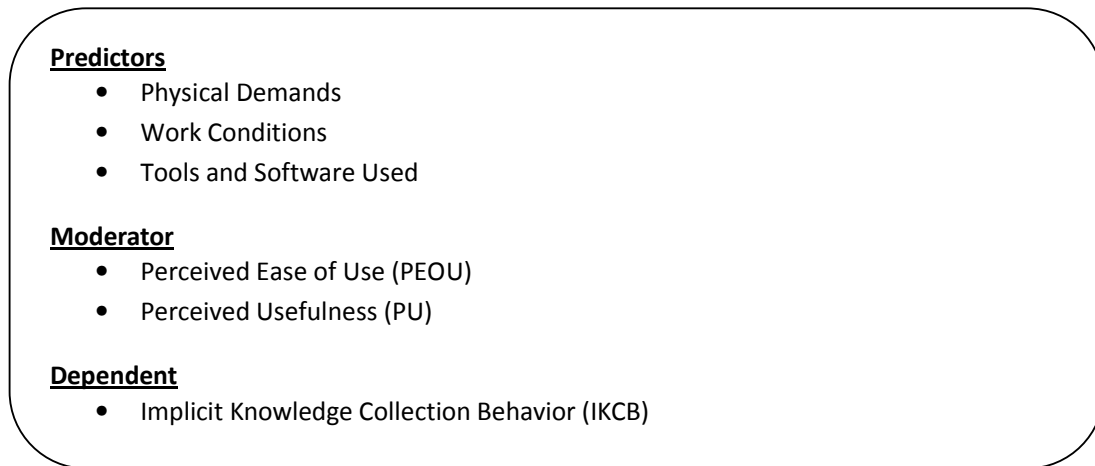 Predictors
• Physical Demands
• Work Conditions
• Tools and Software Used
Moderator
• Perceived Ease of Use (PEOU)
• Perceived Usefulness (PU)
Dependent
• Implicit Knowledge Collection Behavior (IKCB)